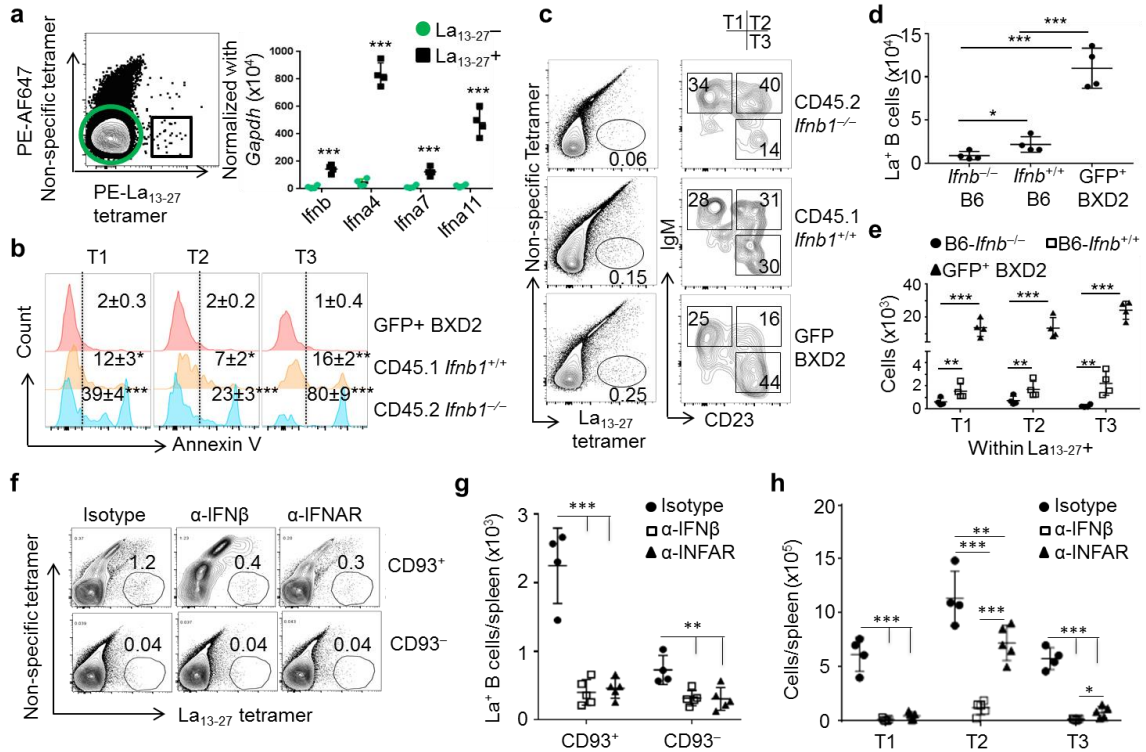 a
Non-specific tetramer
PE-AF647
PE-La13-27
tetramer
Normalized with
Gapdh (x10⁴)
La13-27−
La13-27+
1000
800
600
400
200
0
***
***
***
***
Ifnb
Ifna4
Ifna7
Ifna11
b
T1
T2
T3
Count
2±0.3
2±0.2
1±0.4
GFP+ BXD2
12±3*
7±2*
16±2**
CD45.1 Ifnb1+/+
39±4***
23±3***
80±9***
CD45.2 Ifnb1−/−
Annexin V
c
T1 T2
T3
Non-specific Tetramer
0.06
0.15
0.25
La13-27
tetramer
IgM
34
40
14
CD45.2
Ifnb1−/−
28
31
30
CD45.1
Ifnb1+/+
25
16
44
GFP
BXD2
CD23
d
La+ B cells (x10⁴)
15
10
5
0
***
***
*
Ifnb−/−
B6
Ifnb+/+
B6
GFP+
BXD2
e
B6-Ifnb−/−
B6-Ifnb+/+
GFP+ BXD2
Cells (x10³)
40
20
4
2
0
***
***
***
**
**
**
T1
T2
T3
Within La13-27+
f
Isotype
α-IFNβ
α-IFNAR
Non-specific tetramer
1.2
0.4
0.3
CD93+
0.04
0.04
0.04
CD93−
La13-27 tetramer
g
Isotype
α-IFNβ
α-INFAR
La+ B cells/spleen (x10³)
3
2
1
0
***
**
CD93+
CD93−
h
Isotype
α-IFNβ
α-INFAR
Cells/spleen (x10⁵)
20
15
10
5
0
***
**
***
***
***
*
T1
T2
T3